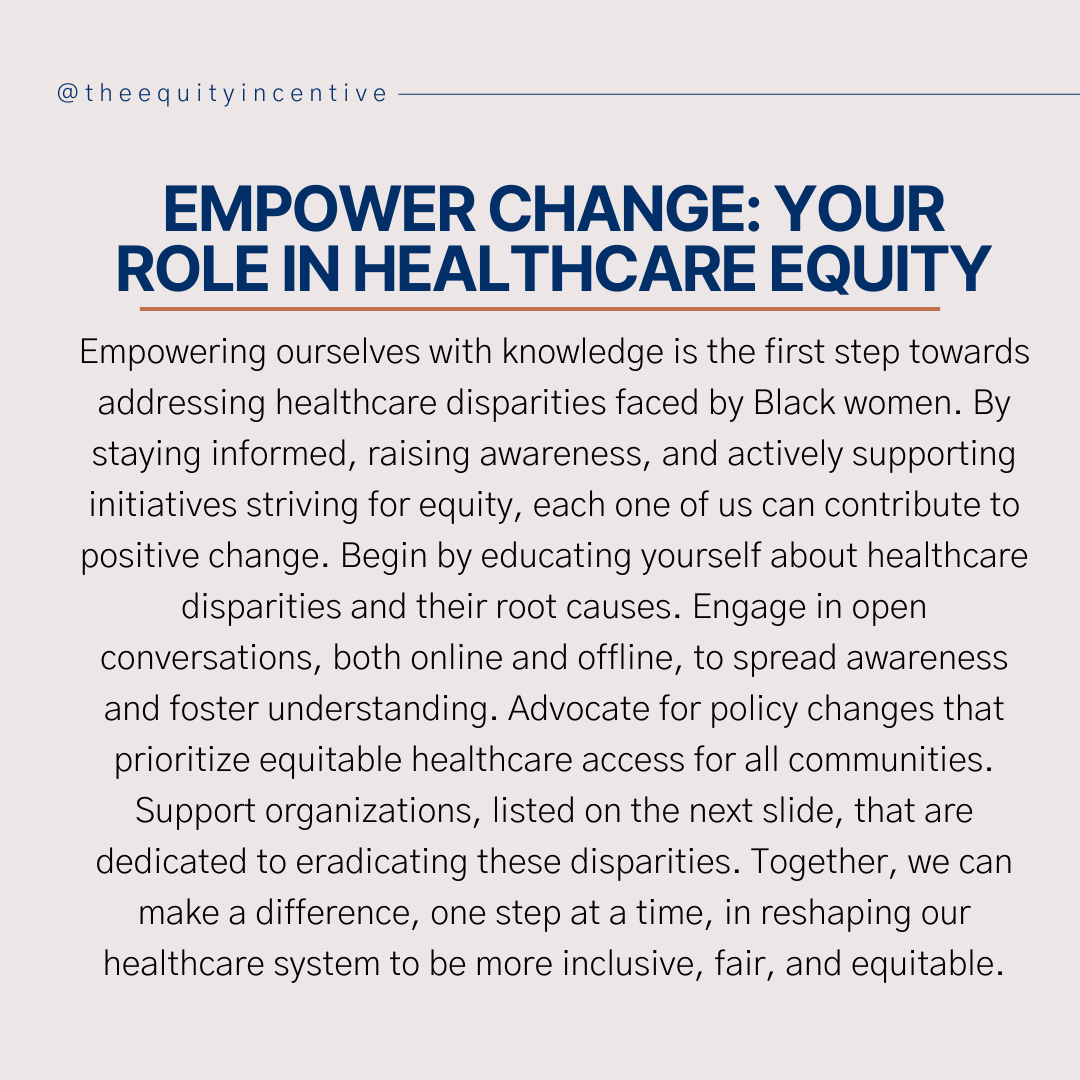 @theequityincentive
EMPOWER CHANGE: YOUR
ROLE IN HEALTHCARE EQUITY
Empowering ourselves with knowledge is the first step towards
addressing healthcare disparities faced by Black women. By
staying informed, raising awareness, and actively supporting
initiatives striving for equity, each one of us can contribute to
positive change. Begin by educating yourself about healthcare
disparities and their root causes. Engage in open
conversations, both online and offline, to spread awareness
and foster understanding. Advocate for policy changes that
prioritize equitable healthcare access for all communities.
Support organizations, listed on the next slide, that are
dedicated to eradicating these disparities. Together, we can
make a difference, one step at a time, in reshaping our
healthcare system to be more inclusive, fair, and equitable.